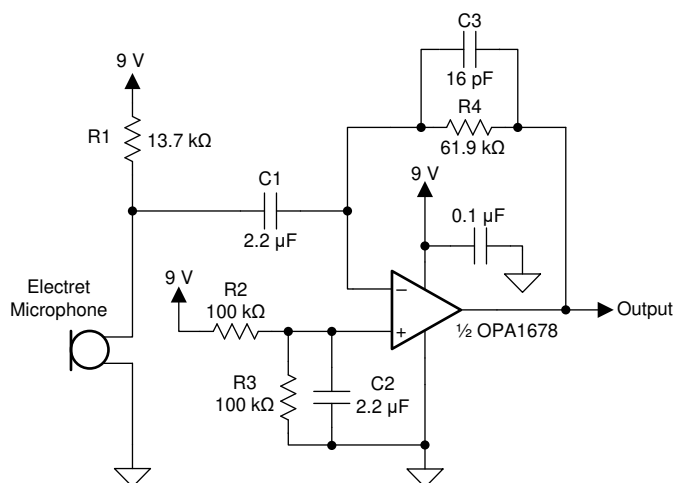 C3
16 pF
R4
61.9 kΩ
9 V
R1
13.7 kΩ
C1
2.2 µF
9 V
0.1 µF
Electret
Microphone
9 V
R2
100 kΩ
−
+
Output
½ OPA1678
R3
100 kΩ
C2
2.2 µF